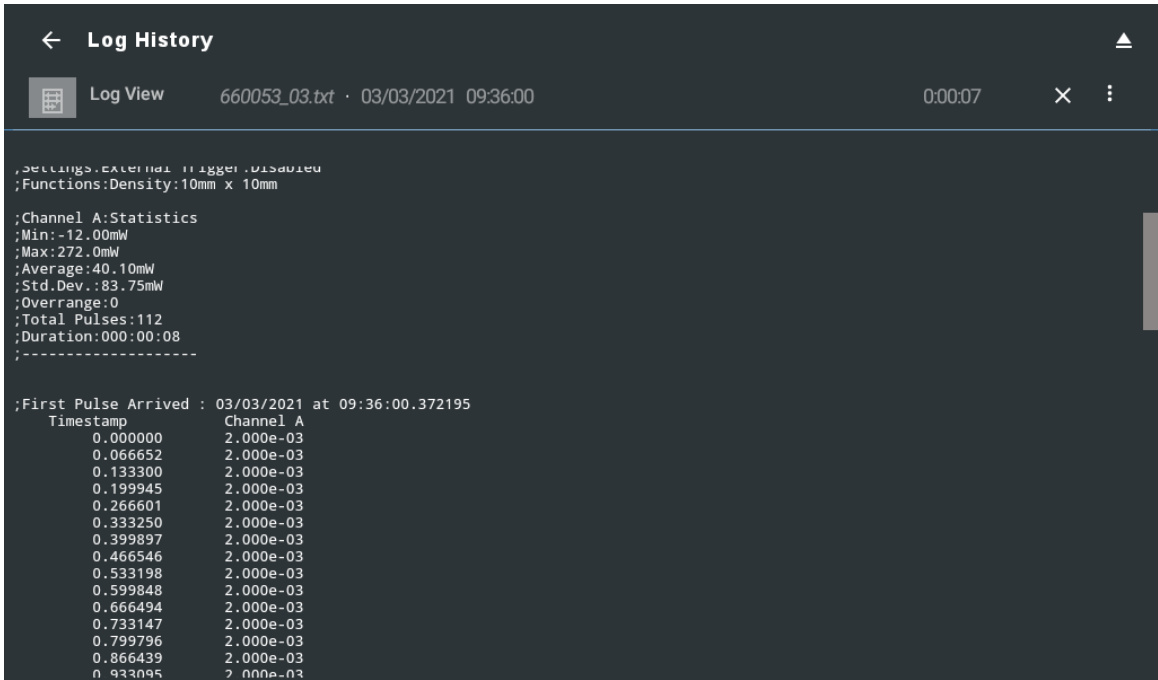 Log History
Log View 660053_03.txt · 03/03/2021 09:36:00 0:00:07
;Settings:External Trigger:Disabled
;Functions:Density:10mm x 10mm
;Channel A:Statistics
;Min:-12.00mW
;Max:272.0mW
;Average:40.10mW
;Std.Dev.:83.75mW
;Overrange:0
;Total Pulses:112
;Duration:000:00:08
;--------------------
;First Pulse Arrived : 03/03/2021 at 09:36:00.372195
Timestamp Channel A
0.000000 2.000e-03
0.066652 2.000e-03
0.133300 2.000e-03
0.199945 2.000e-03
0.266601 2.000e-03
0.333250 2.000e-03
0.399897 2.000e-03
0.466546 2.000e-03
0.533198 2.000e-03
0.599848 2.000e-03
0.666494 2.000e-03
0.733147 2.000e-03
0.799796 2.000e-03
0.866439 2.000e-03
0.933095 2.000e-03